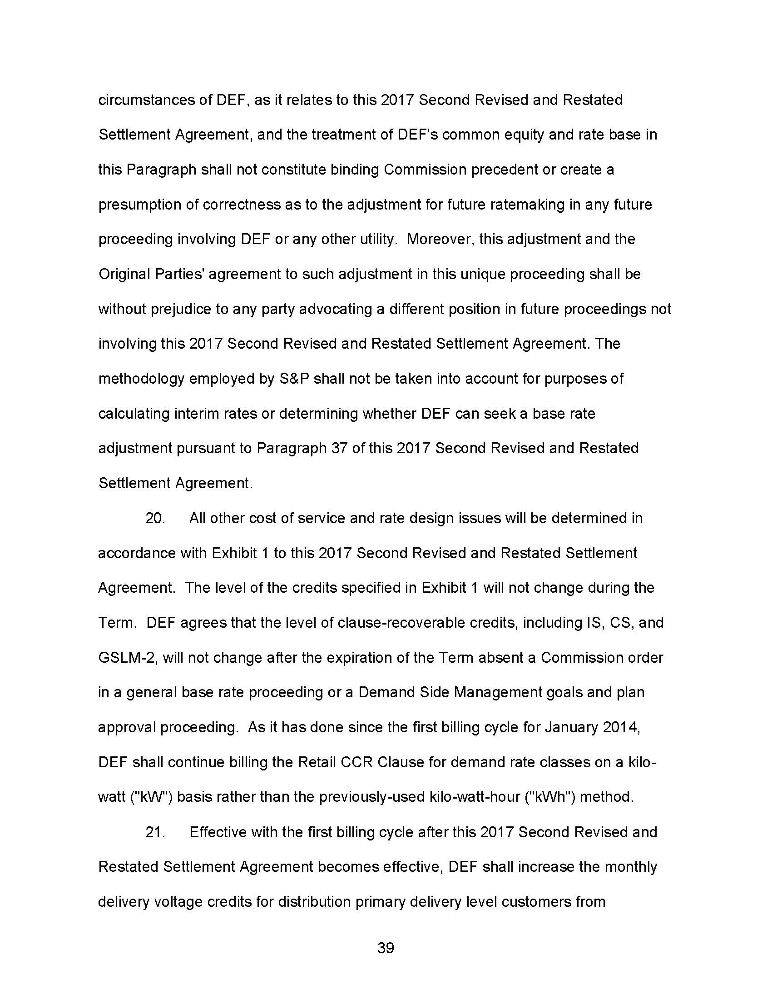 circumstances of DEF, as it relates to this 2017 Second Revised and Restated
Settlement Agreement, and the treatment of DEF's common equity and rate base in
this Paragraph shall not constitute binding Commission precedent or create a
presumption of correctness as to the adjustment for future ratemaking in any future
proceeding involving DEF or any other utility.  Moreover, this adjustment and the
Original Parties' agreement to such adjustment in this unique proceeding shall be
without prejudice to any party advocating a different position in future proceedings not
involving this 2017 Second Revised and Restated Settlement Agreement. The
methodology employed by S&P shall not be taken into account for purposes of
calculating interim rates or determining whether DEF can seek a base rate
adjustment pursuant to Paragraph 37 of this 2017 Second Revised and Restated
Settlement Agreement.
20. All other cost of service and rate design issues will be determined in
accordance with Exhibit 1 to this 2017 Second Revised and Restated Settlement
Agreement.  The level of the credits specified in Exhibit 1 will not change during the
Term.  DEF agrees that the level of clause-recoverable credits, including IS, CS, and
GSLM-2, will not change after the expiration of the Term absent a Commission order
in a general base rate proceeding or a Demand Side Management goals and plan
approval proceeding.  As it has done since the first billing cycle for January 2014,
DEF shall continue billing the Retail CCR Clause for demand rate classes on a kilo-
watt ("kW") basis rather than the previously-used kilo-watt-hour ("kWh") method.
21. Effective with the first billing cycle after this 2017 Second Revised and
Restated Settlement Agreement becomes effective, DEF shall increase the monthly
delivery voltage credits for distribution primary delivery level customers from
39